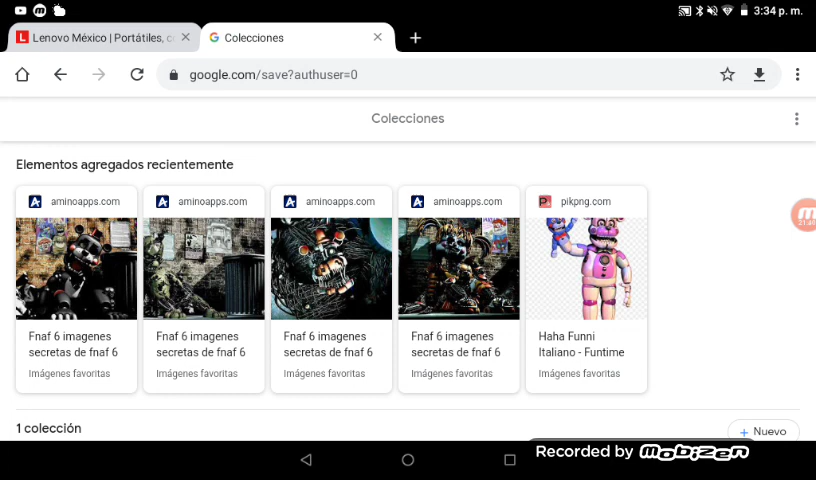 3:34 p. m.
Lenovo México | Portátiles, c
Colecciones
google.com/save?authuser=0
Colecciones
Elementos agregados recientemente
aminoapps.com
aminoapps.com
aminoapps.com
aminoapps.com
pikpng.com
Fnaf 6 imagenes
secretas de fnaf 6
Imágenes favoritas
Fnaf 6 imagenes
secretas de fnaf 6
Imágenes favoritas
Fnaf 6 imagenes
secretas de fnaf 6
Imágenes favoritas
Fnaf 6 imagenes
secretas de fnaf 6
Imágenes favoritas
Haha Funni
Italiano - Funtime
Imágenes favoritas
1 colección
+ Nuevo
Recorded by mobizen